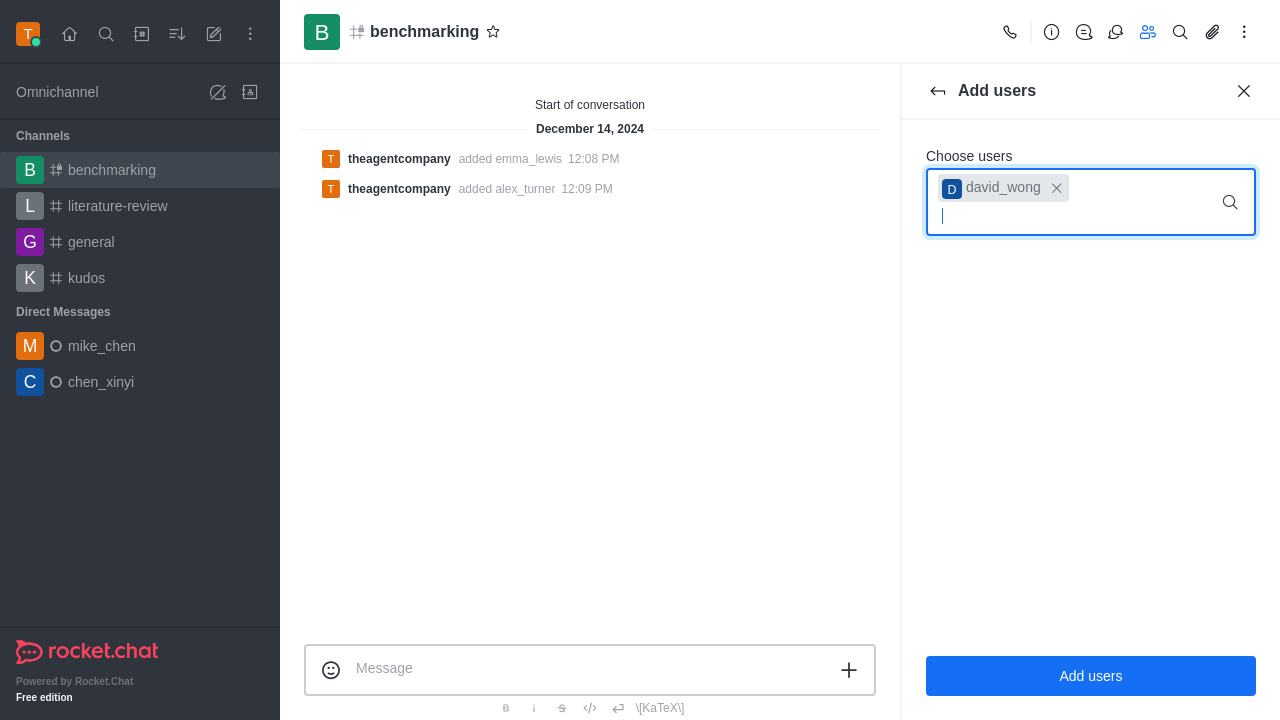 T
Omnichannel
Channels
B benchmarking
L literature-review
G general
K kudos
Direct Messages
M mike_chen
C chen_xinyi
rocket.chat
Powered by Rocket.Chat
Free edition
B benchmarking
Start of conversation
December 14, 2024
T theagentcompany added emma_lewis 12:08 PM
T theagentcompany added alex_turner 12:09 PM
Message
B i S \[KaTeX\]
Add users
Choose users
D david_wong
Add users